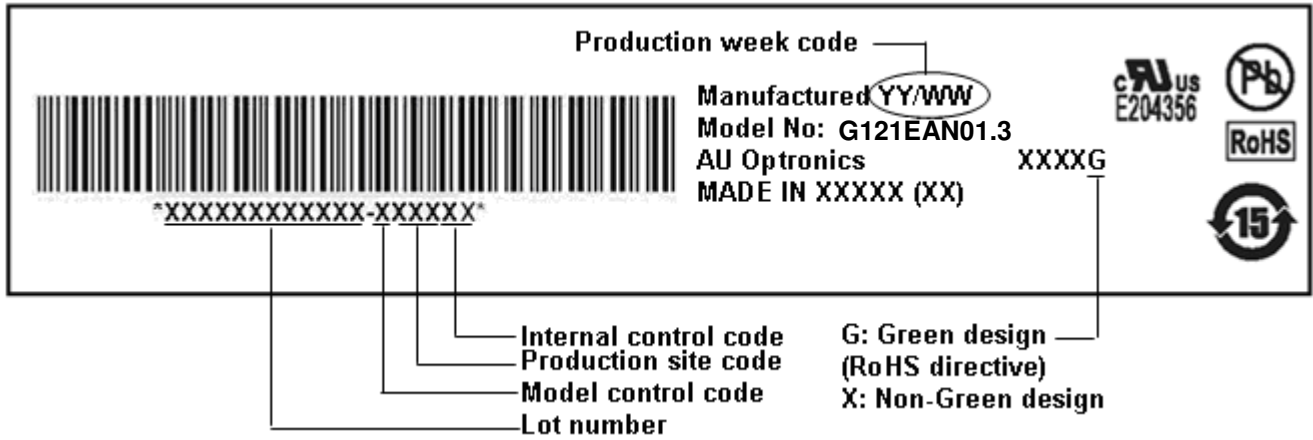 Production week code
Manufactured YY/WW
Model No: G121EAN01.3
AU Optronics XXXXG
MADE IN XXXXX (XX)
*XXXXXXXXXXXX-XXXXXX*
c RU us
E204356
Pb
RoHS
15
Internal control code
Production site code
Model control code
Lot number
G: Green design
(RoHS directive)
X: Non-Green design